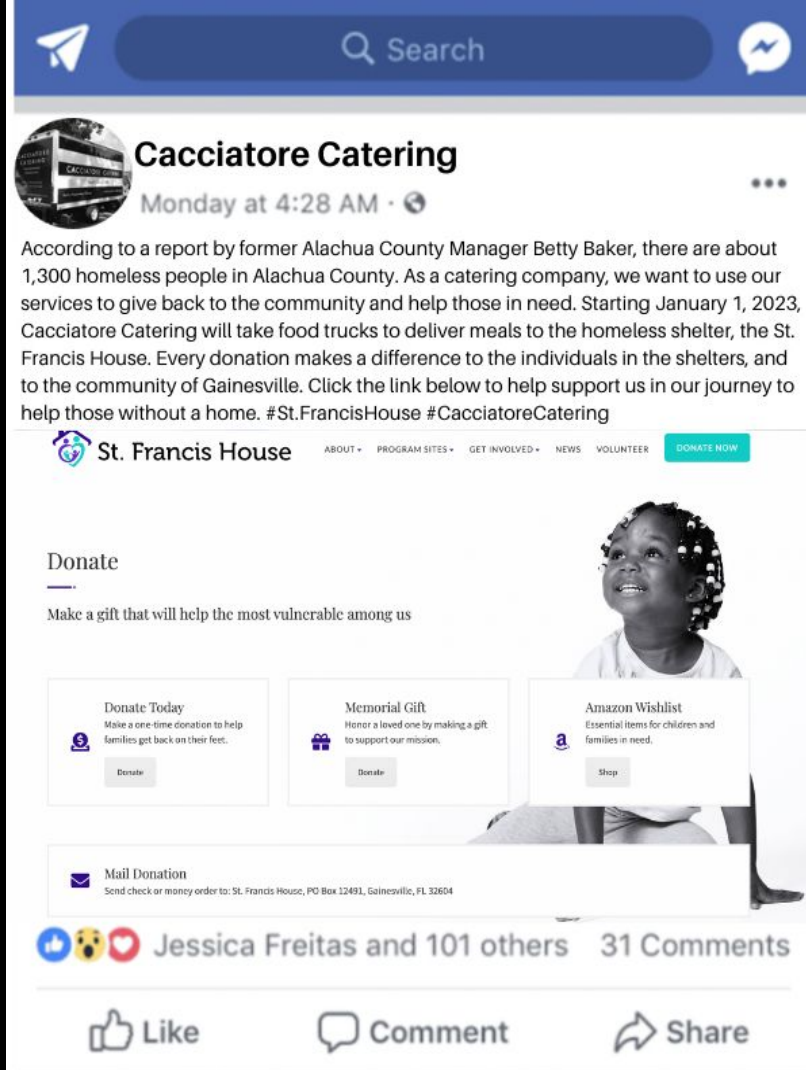 Search
Cacciatore Catering
Monday at 4:28 AM ·
According to a report by former Alachua County Manager Betty Baker, there are about
1,300 homeless people in Alachua County. As a catering company, we want to use our
services to give back to the community and help those in need. Starting January 1, 2023,
Cacciatore Catering will take food trucks to deliver meals to the homeless shelter, the St.
Francis House. Every donation makes a difference to the individuals in the shelters, and
to the community of Gainesville. Click the link below to help support us in our journey to
help those without a home. #St.FrancisHouse #CacciatoreCatering
St. Francis House ABOUT PROGRAM SITES GET INVOLVED NEWS VOLUNTEER DONATE NOW
Donate
Make a gift that will help the most vulnerable among us
Donate Today
Make a one-time donation to help
families get back on their feet.
Donate
Memorial Gift
Honor a loved one by making a gift
to support our mission.
Donate
Amazon Wishlist
Essential items for children and
families in need.
Shop
Mail Donation
Send check or money order to: St. Francis House, PO Box 12491, Gainesville, FL 32604
Jessica Freitas and 101 others 31 Comments
Like Comment Share